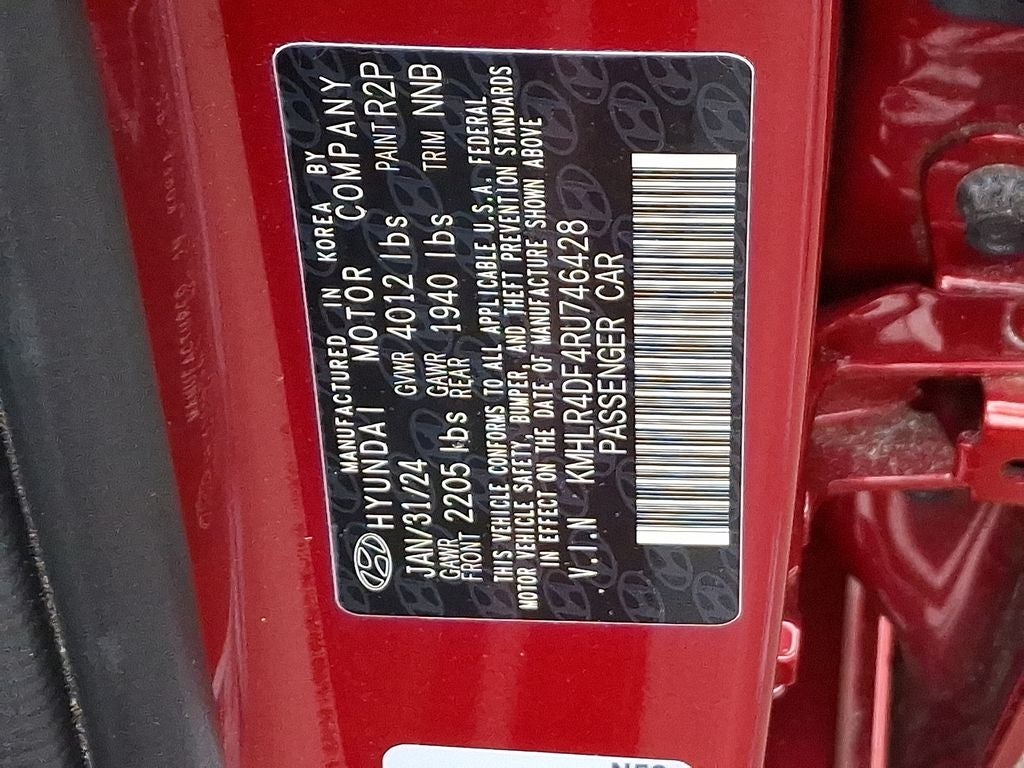 MANUFACTURED IN KOREA BY
HYUNDAI MOTOR COMPANY
JAN/31/24 GVWR 4012 lbs PAINT R2P
GAWR FRONT 2205 lbs GAWR REAR 1940 lbs TRIM NNB
THIS VEHICLE CONFORMS TO ALL APPLICABLE U.S.A. FEDERAL
MOTOR VEHICLE SAFETY, BUMPER, AND THEFT PREVENTION STANDARDS
IN EFFECT ON THE DATE OF MANUFACTURE SHOWN ABOVE
V.I.N KMHLR4DF4RU746428
PASSENGER CAR